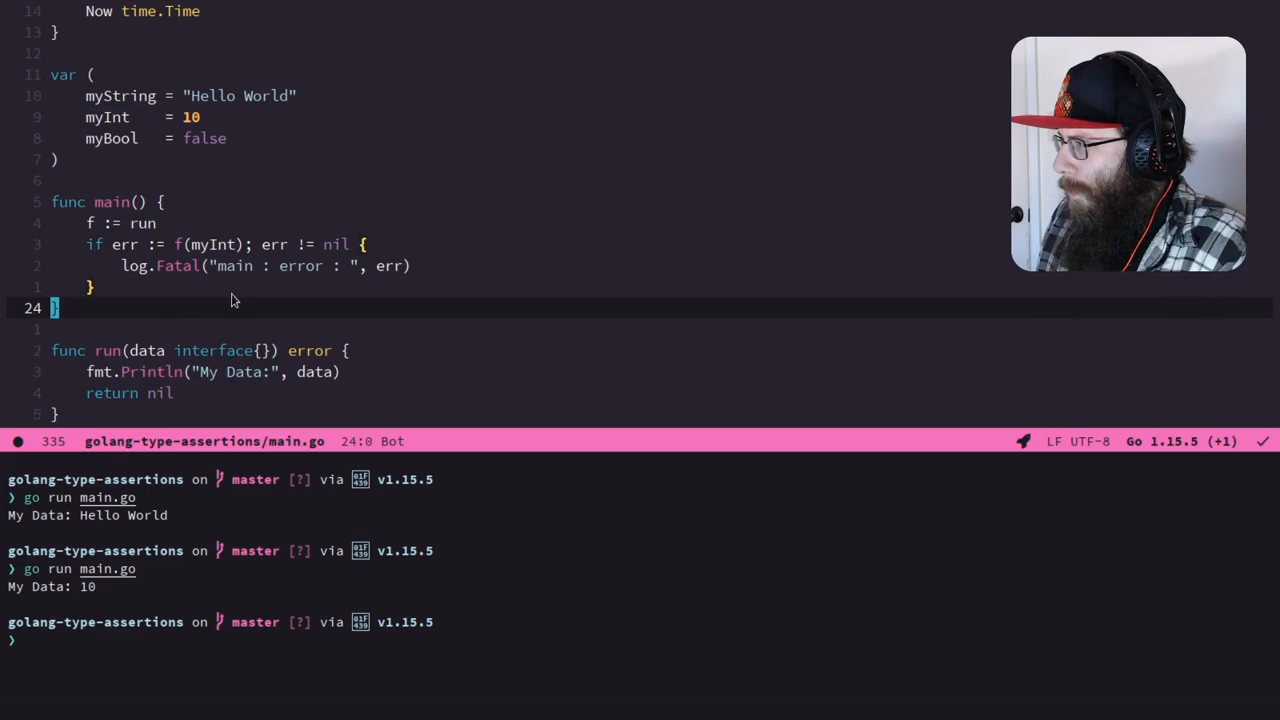 14 Now time.Time
13 }
12
11 var (
10 myString = "Hello World"
9 myInt = 10
8 myBool = false
7 )
6
5 func main() {
4 f := run
3 if err := f(myInt); err != nil {
2 log.Fatal("main : error : ", err)
1 }
24 }
1
2 func run(data interface{}) error {
3 fmt.Println("My Data:", data)
4 return nil
5 }
● 335 golang-type-assertions/main.go 24:0 Bot LF UTF-8 Go 1.15.5 (+1) ✓
golang-type-assertions on master [?] via 01F439 v1.15.5
❯ go run main.go
My Data: Hello World
golang-type-assertions on master [?] via 01F439 v1.15.5
❯ go run main.go
My Data: 10
golang-type-assertions on master [?] via 01F439 v1.15.5
❯